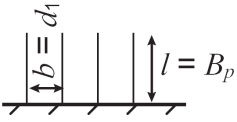 b = d₁
l = Bₚ